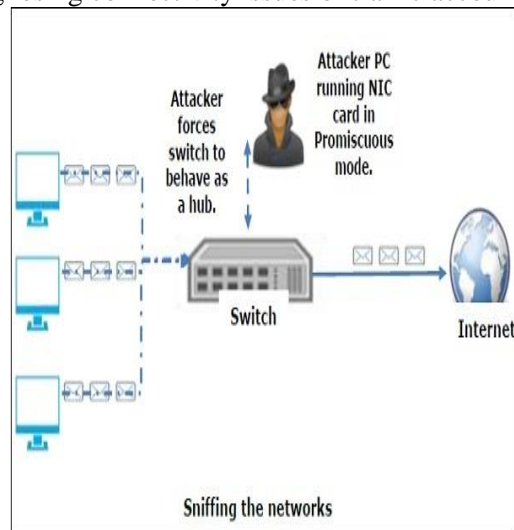 Attacker PC
running NIC
card in
Promiscuous
mode.
Attacker
forces
switch to
behave as
a hub.
Switch
Internet
Sniffing the networks